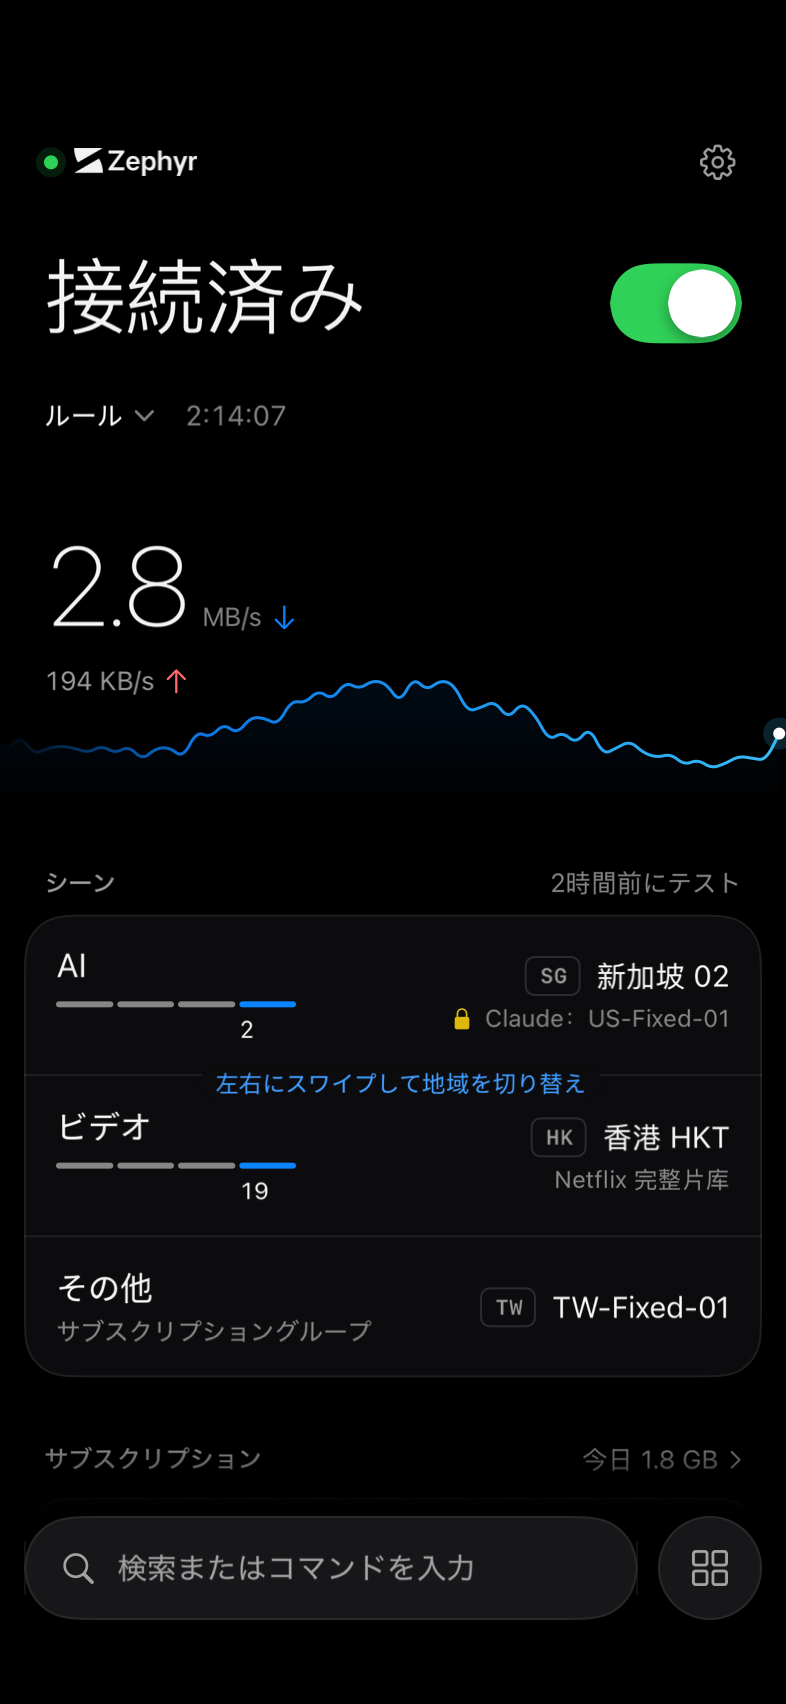 Zephyr
接続済み
ルール 2:14:07
2.8 MB/s ↓
194 KB/s ↑
シーン 2時間前にテスト
AI SG 新加坡 02
2 Claude: US-Fixed-01
左右にスワイプして地域を切り替え
ビデオ HK 香港 HKT
19 Netflix 完整片库
その他 TW TW-Fixed-01
サブスクリプショングループ
サブスクリプション 今日 1.8 GB
検索またはコマンドを入力